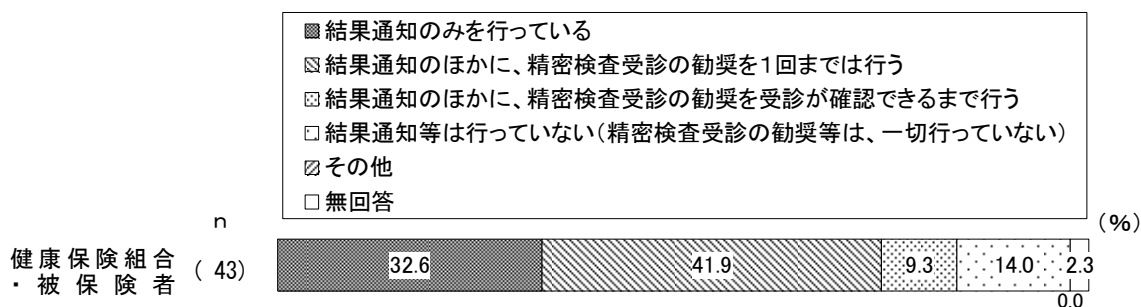 ■結果通知のみを行っている
結果通知のほかに、精密検査受診の勧奨を1回までは行う
結果通知のほかに、精密検査受診の勧奨を受診が確認できるまで行う
結果通知等は行っていない(精密検査受診の勧奨等は、一切行っていない)
その他
□無回答
n
(%)
健康保険組合
・被保険者
( 43)
32.6 41.9 9.3 14.0 2.3
0.0